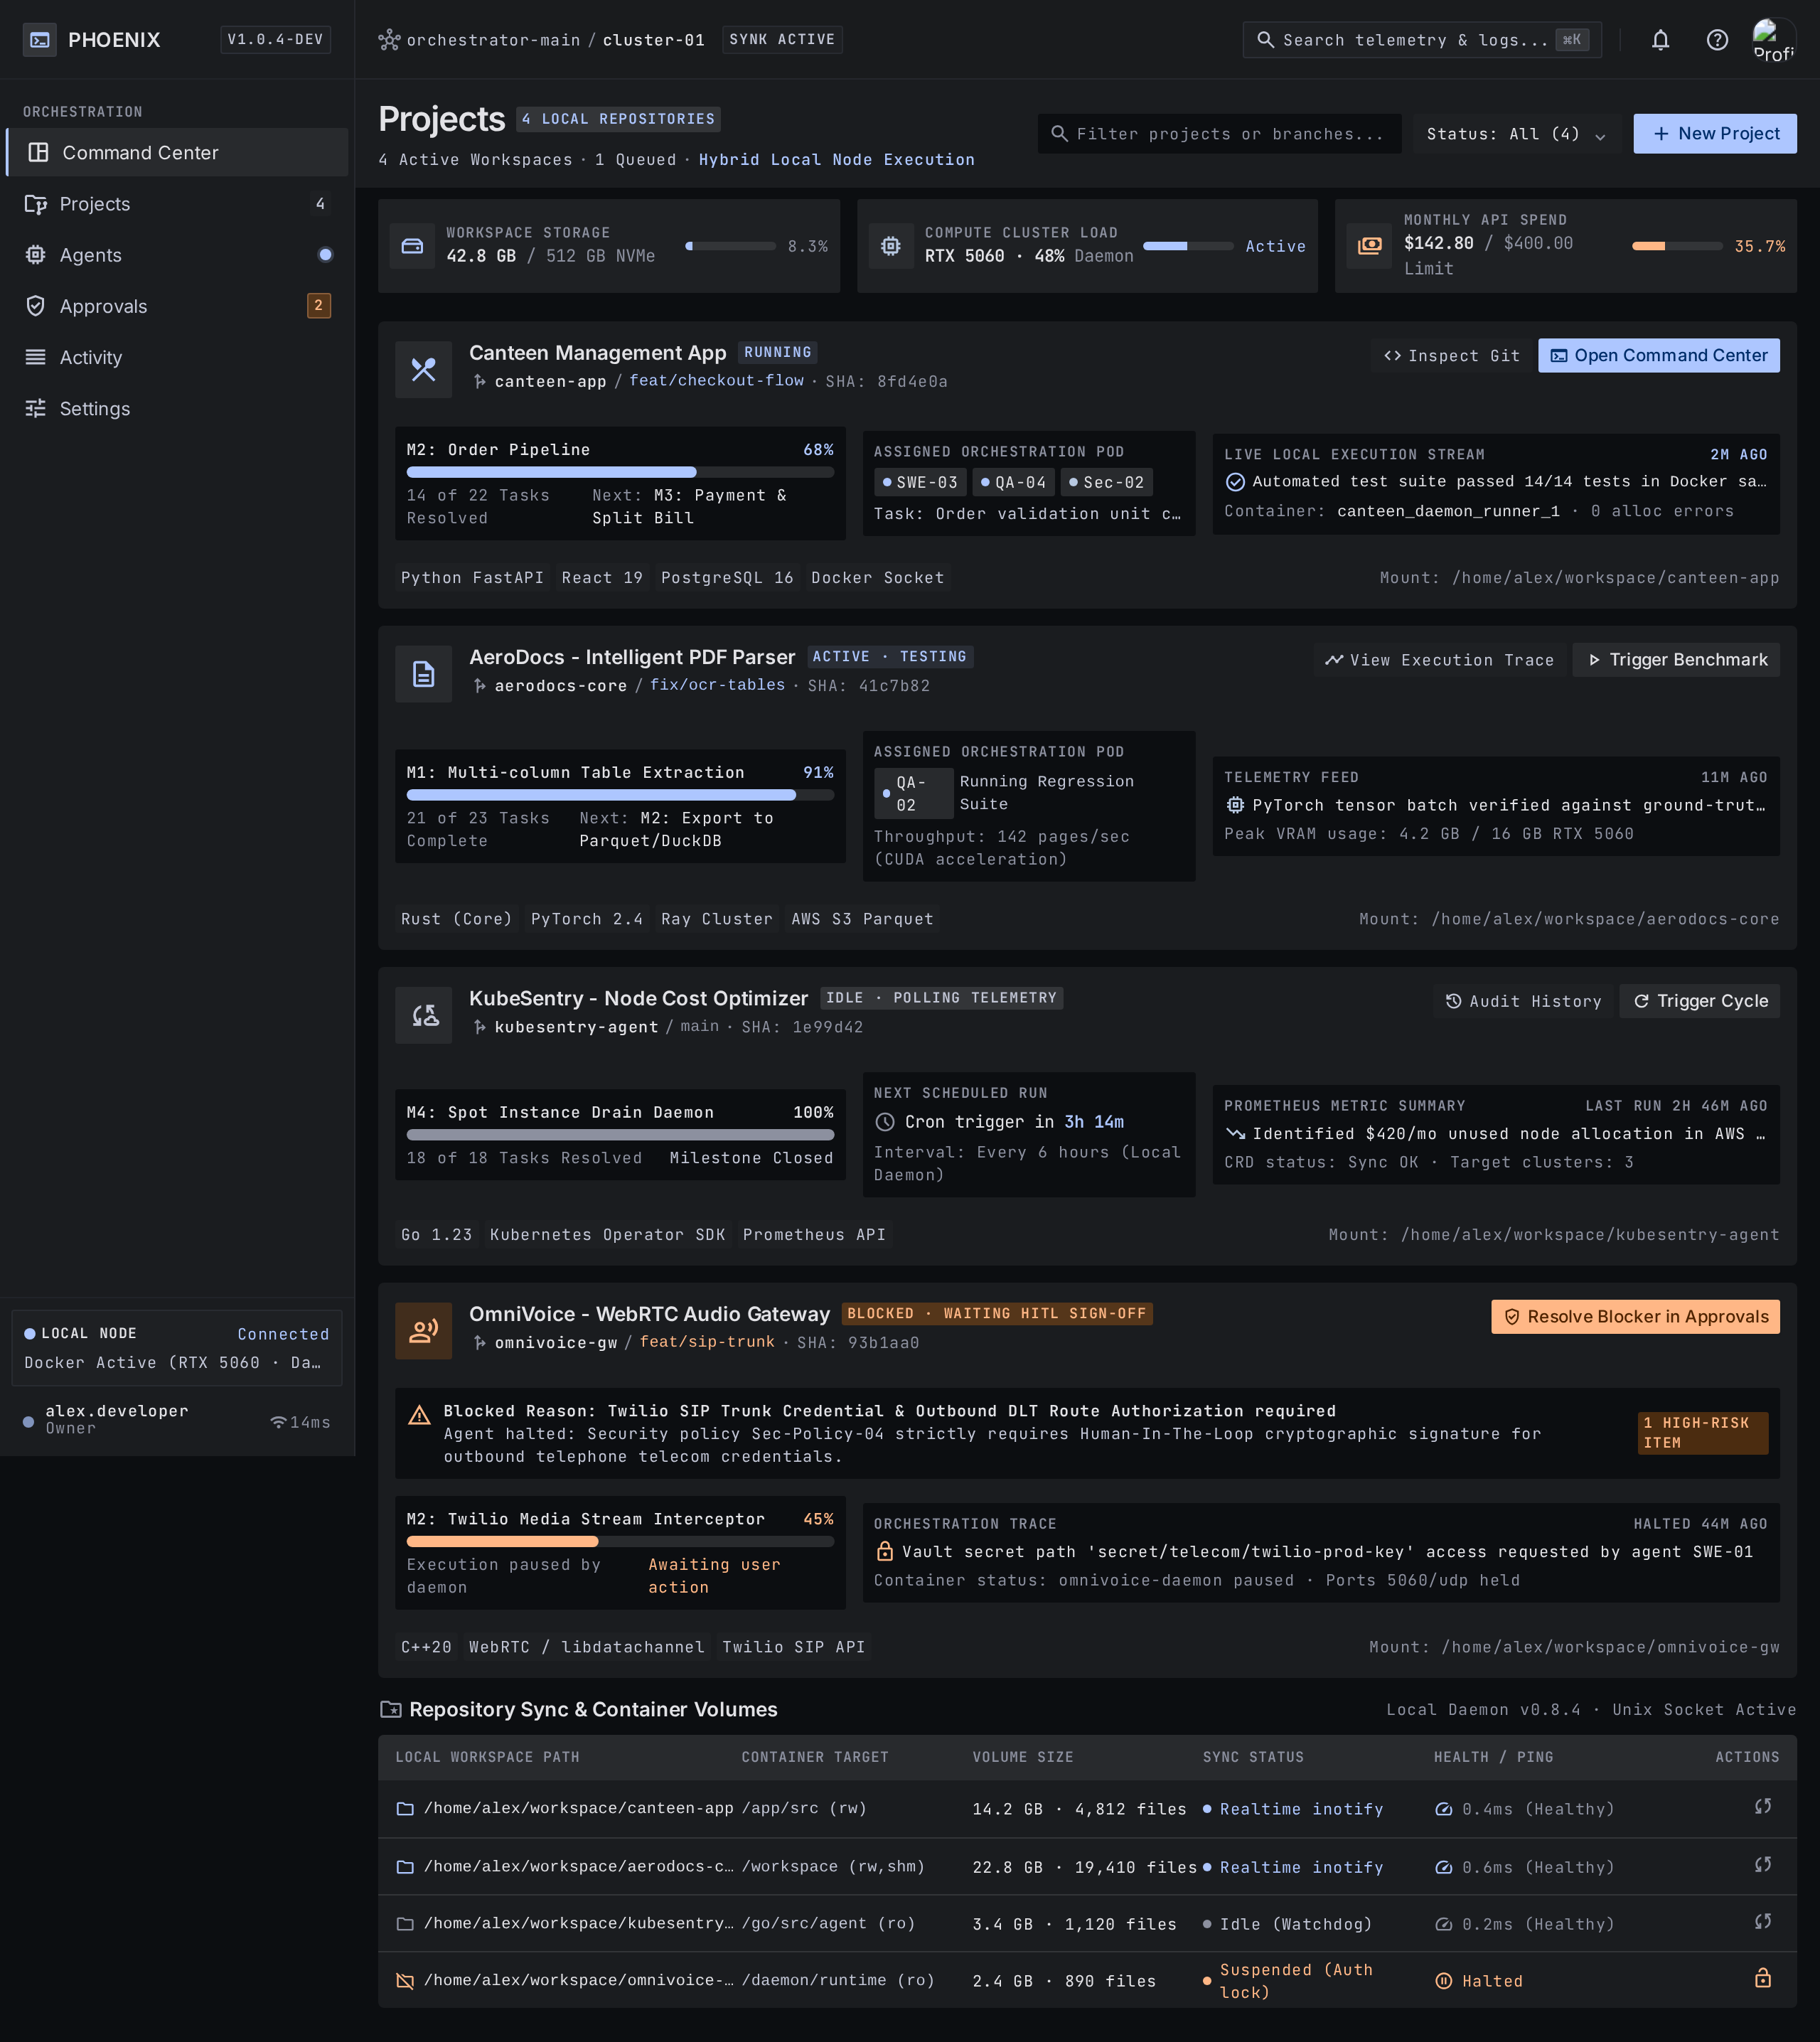 PHOENIX
V1.0.4-DEV
orchestrator-main / cluster-01
SYNK ACTIVE
Search telemetry & logs... ⌘K
Profi
ORCHESTRATION
Command Center
Projects 4
Agents
Approvals 2
Activity
Settings
LOCAL NODE Connected
Docker Active (RTX 5060 · Da…
alex.developer
Owner
14ms
Projects 4 LOCAL REPOSITORIES
4 Active Workspaces · 1 Queued · Hybrid Local Node Execution
Filter projects or branches...
Status: All (4)
+ New Project
WORKSPACE STORAGE
42.8 GB / 512 GB NVMe
8.3%
COMPUTE CLUSTER LOAD
RTX 5060 · 48% Daemon
Active
MONTHLY API SPEND
$142.80 / $400.00
Limit
35.7%
Canteen Management App RUNNING
canteen-app / feat/checkout-flow · SHA: 8fd4e0a
Inspect Git
Open Command Center
M2: Order Pipeline 68%
14 of 22 Tasks
Resolved
Next: M3: Payment &
Split Bill
ASSIGNED ORCHESTRATION POD
SWE-03 QA-04 Sec-02
Task: Order validation unit c…
LIVE LOCAL EXECUTION STREAM 2M AGO
Automated test suite passed 14/14 tests in Docker sa…
Container: canteen_daemon_runner_1 · 0 alloc errors
Python FastAPI React 19 PostgreSQL 16 Docker Socket
Mount: /home/alex/workspace/canteen-app
AeroDocs - Intelligent PDF Parser ACTIVE · TESTING
aerodocs-core / fix/ocr-tables · SHA: 41c7b82
View Execution Trace
Trigger Benchmark
M1: Multi-column Table Extraction 91%
21 of 23 Tasks
Complete
Next: M2: Export to
Parquet/DuckDB
ASSIGNED ORCHESTRATION POD
QA-
02
Running Regression
Suite
Throughput: 142 pages/sec
(CUDA acceleration)
TELEMETRY FEED 11M AGO
PyTorch tensor batch verified against ground-trut…
Peak VRAM usage: 4.2 GB / 16 GB RTX 5060
Rust (Core) PyTorch 2.4 Ray Cluster AWS S3 Parquet
Mount: /home/alex/workspace/aerodocs-core
KubeSentry - Node Cost Optimizer IDLE · POLLING TELEMETRY
kubesentry-agent / main · SHA: 1e99d42
Audit History
Trigger Cycle
M4: Spot Instance Drain Daemon 100%
18 of 18 Tasks Resolved Milestone Closed
NEXT SCHEDULED RUN
Cron trigger in 3h 14m
Interval: Every 6 hours (Local
Daemon)
PROMETHEUS METRIC SUMMARY LAST RUN 2H 46M AGO
Identified $420/mo unused node allocation in AWS …
CRD status: Sync OK · Target clusters: 3
Go 1.23 Kubernetes Operator SDK Prometheus API
Mount: /home/alex/workspace/kubesentry-agent
OmniVoice - WebRTC Audio Gateway BLOCKED · WAITING HITL SIGN-OFF
omnivoice-gw / feat/sip-trunk · SHA: 93b1aa0
Resolve Blocker in Approvals
Blocked Reason: Twilio SIP Trunk Credential & Outbound DLT Route Authorization required
Agent halted: Security policy Sec-Policy-04 strictly requires Human-In-The-Loop cryptographic signature for
outbound telephone telecom credentials.
1 HIGH-RISK
ITEM
M2: Twilio Media Stream Interceptor 45%
Execution paused by
daemon
Awaiting user
action
ORCHESTRATION TRACE HALTED 44M AGO
Vault secret path 'secret/telecom/twilio-prod-key' access requested by agent SWE-01
Container status: omnivoice-daemon paused · Ports 5060/udp held
C++20 WebRTC / libdatachannel Twilio SIP API
Mount: /home/alex/workspace/omnivoice-gw
Repository Sync & Container Volumes
Local Daemon v0.8.4 · Unix Socket Active
LOCAL WORKSPACE PATH CONTAINER TARGET VOLUME SIZE SYNC STATUS HEALTH / PING ACTIONS
/home/alex/workspace/canteen-app /app/src (rw) 14.2 GB · 4,812 files Realtime inotify 0.4ms (Healthy)
/home/alex/workspace/aerodocs-c… /workspace (rw,shm) 22.8 GB · 19,410 files Realtime inotify 0.6ms (Healthy)
/home/alex/workspace/kubesentry… /go/src/agent (ro) 3.4 GB · 1,120 files Idle (Watchdog) 0.2ms (Healthy)
/home/alex/workspace/omnivoice-… /daemon/runtime (ro) 2.4 GB · 890 files Suspended (Auth
lock) Halted